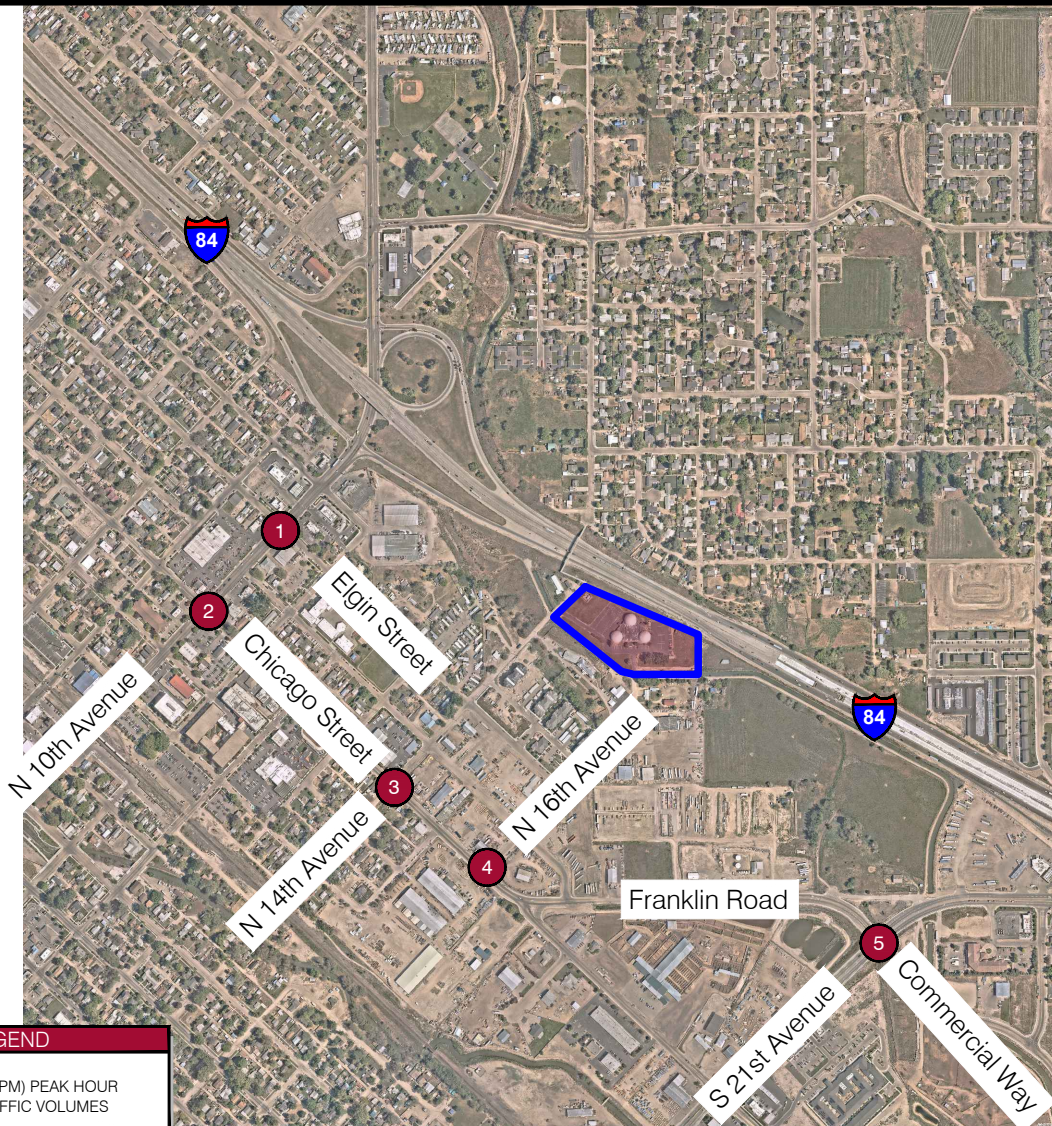 84
1
2
Elgin Street
Chicago Street
N 10th Avenue
84
3
N 16th Avenue
N 14th Avenue
4
Franklin Road
5
Commercial Way
S 21st Avenue
GEND
PM) PEAK HOUR
FFIC VOLUMES